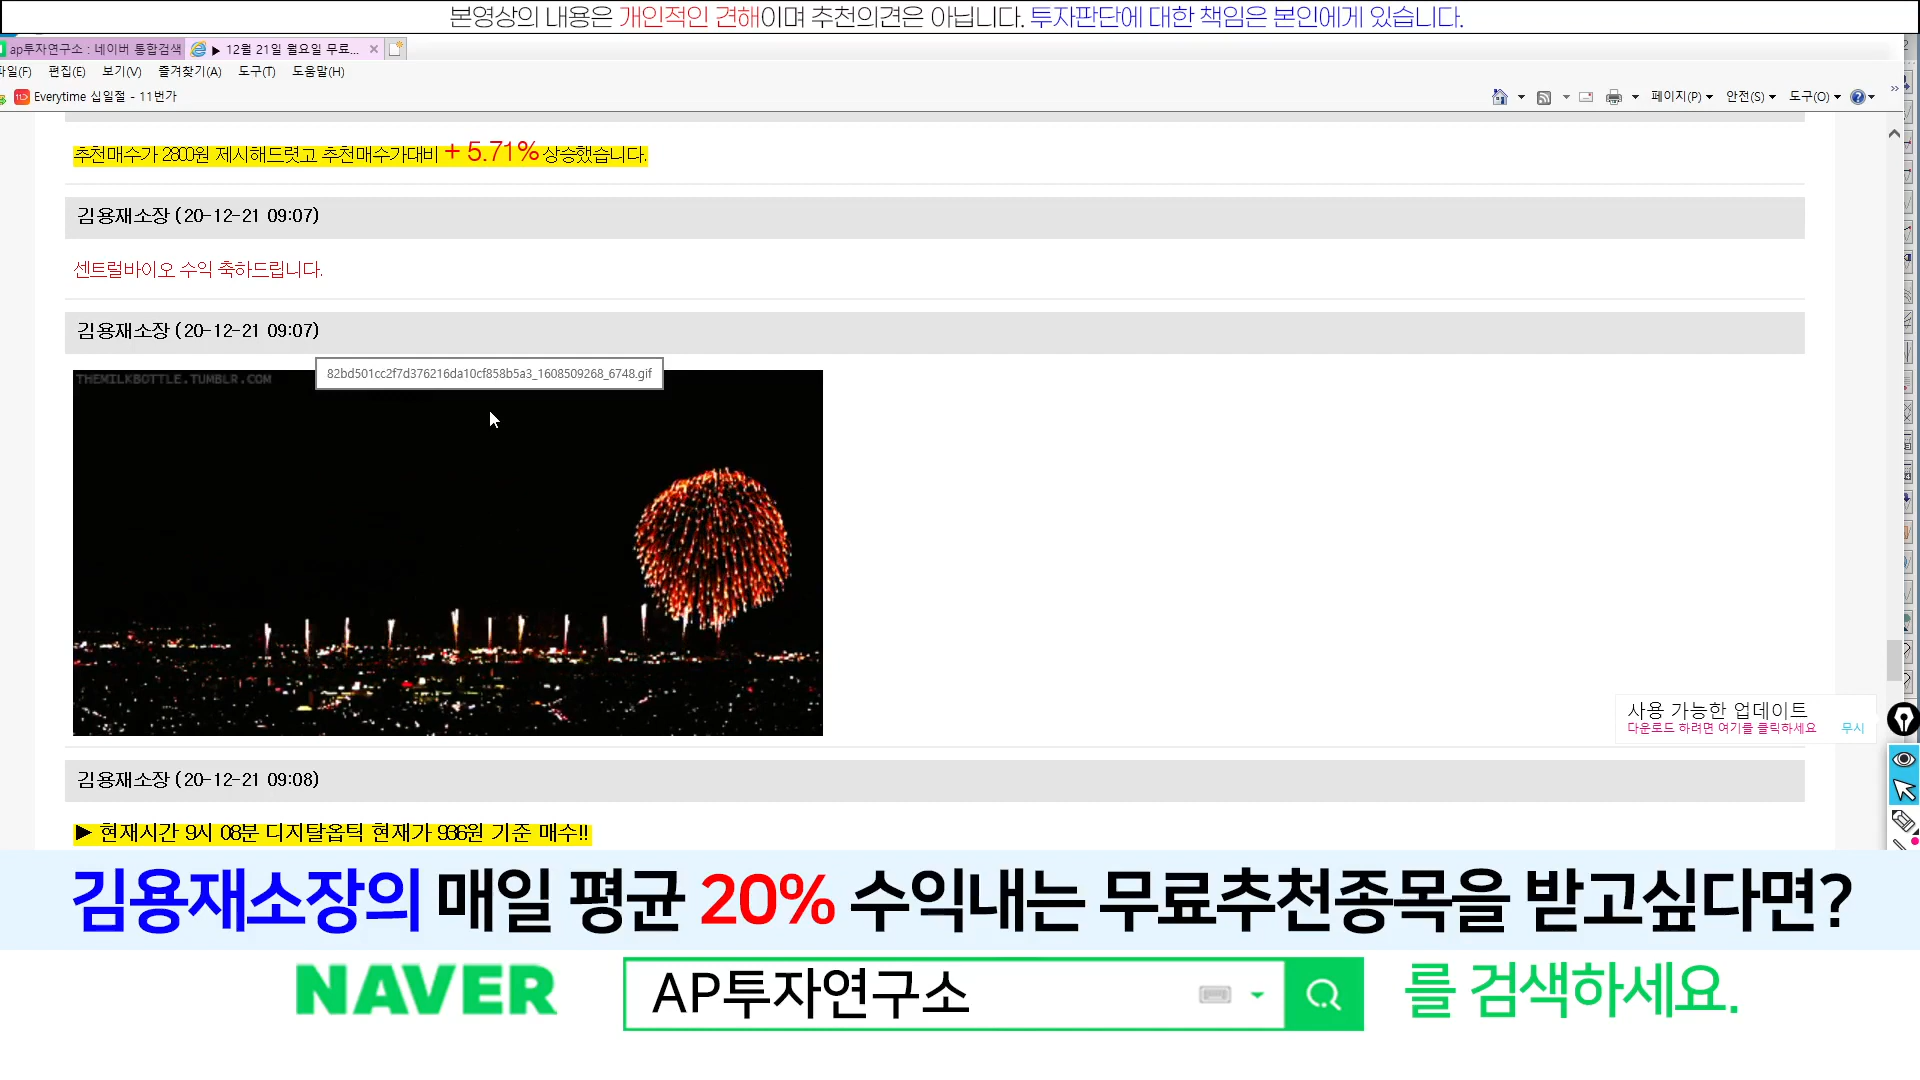 본영상의 내용은 개인적인 견해이며 추천의견은 아닙니다. 투자판단에 대한 책임은 본인에게 있습니다.
ap투자연구소 : 네이버 통합검색
▶ 12월 21일 월요일 무료...
파일(F) 편집(E) 보기(V) 즐겨찾기(A) 도구(T) 도움말(H)
Everytime 십일절 - 11번가
페이지(P) 안전(S) 도구(O)
추천매수가 2800원 제시해드렷고 추천매수가대비 + 5.71% 상승했습니다.
김용재소장 (20-12-21 09:07)
센트럴바이오 수익 축하드립니다.
김용재소장 (20-12-21 09:07)
THEMILKBOTTLE.TUMBLR.COM
82bd501cc2f7d376216da10cf858b5a3_1608509268_6748.gif
사용 가능한 업데이트
다운로드 하려면 여기를 클릭하세요 무시
김용재소장 (20-12-21 09:08)
▶ 현재시간 9시 08분 디지탈옵틱 현재가 936원 기준 매수!!
김용재소장의 매일 평균 20% 수익내는 무료추천종목을 받고싶다면?
NAVER AP투자연구소 를 검색하세요.